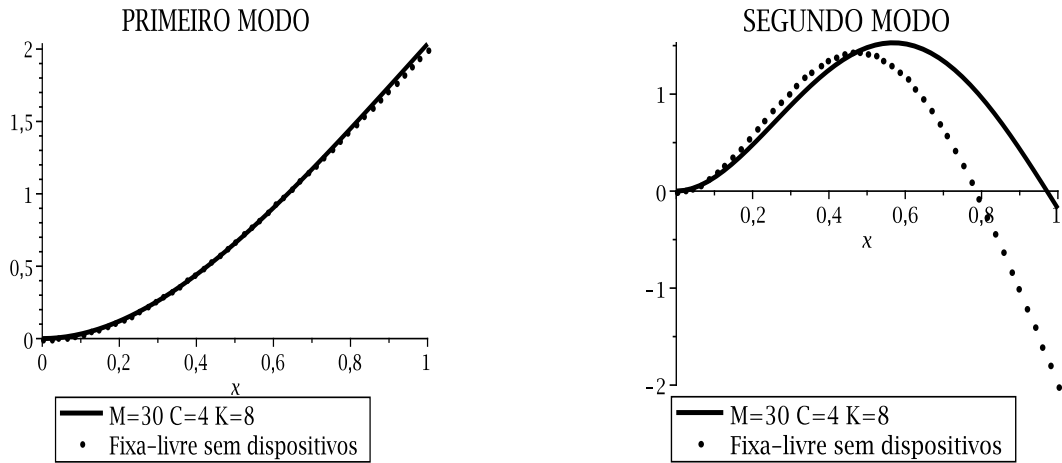 PRIMEIRO MODO
2
1,5
1
0,5
0
0 0,2 0,4 0,6 0,8 1
x
M=30 C=4 K=8
Fixa-livre sem dispositivos
SEGUNDO MODO
1
0
0,2 0,4 0,6 0,8 1
x
-1
-2
M=30 C=4 K=8
Fixa-livre sem dispositivos